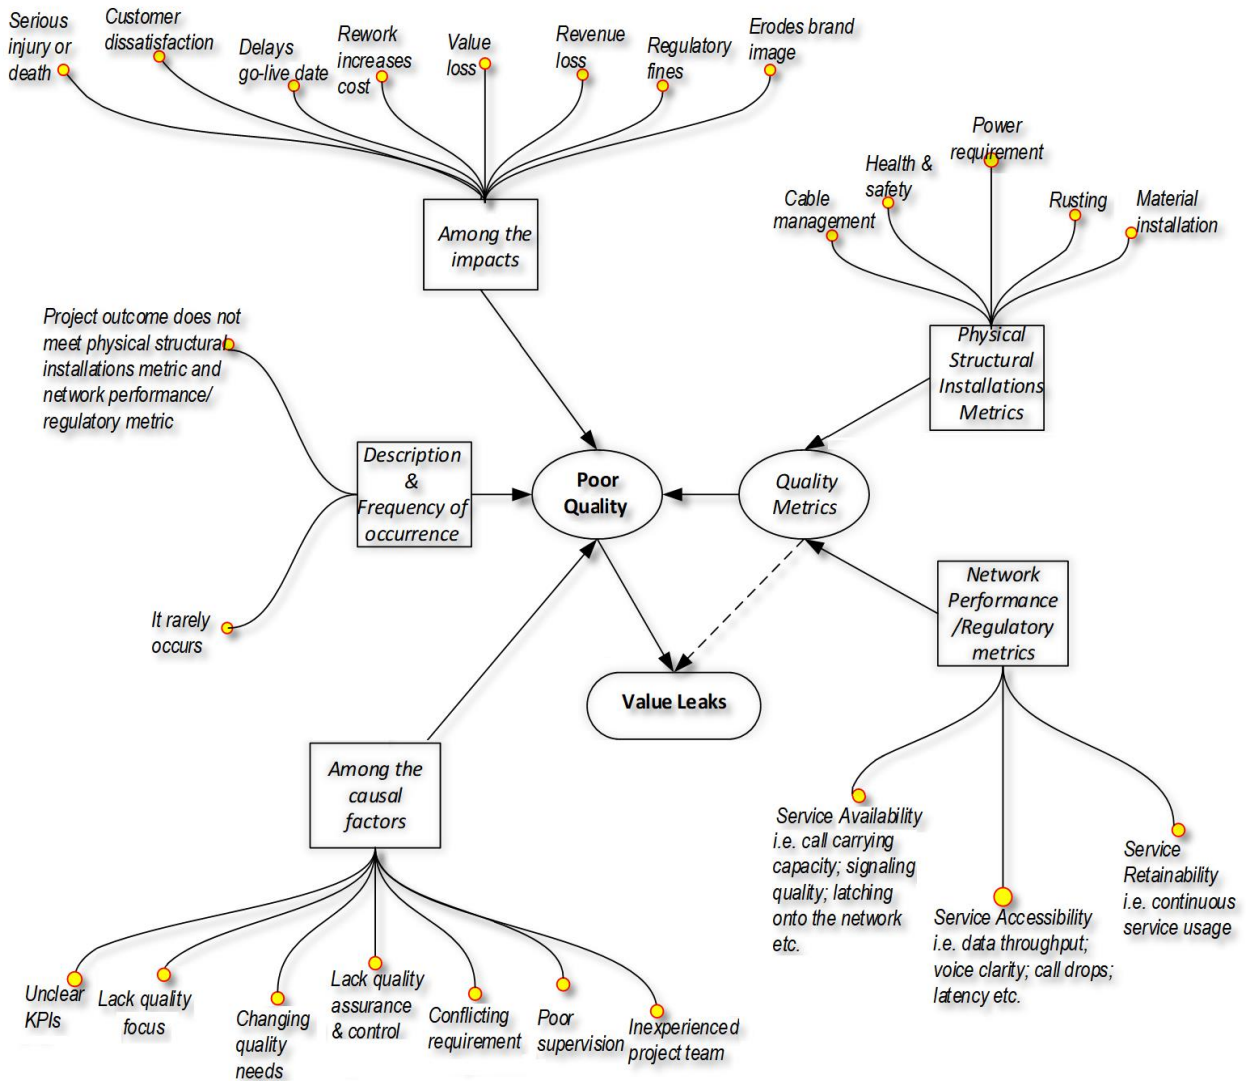 Serious
injury or
death
Customer
dissatisfaction
Delays
go-live date
Rework
increases
cost
Value
loss
Revenue
loss
Regulatory
fines
Erodes brand
image
Among the
impacts
Power
requirement
Health &
safety
Cable
management
Rusting
Material
installation
Physical
Structural
Installations
Metrics
Project outcome does not
meet physical structural
installations metric and
network performance/
regulatory metric
Description
&
Frequency of
occurrence
It rarely
occurs
Poor
Quality
Quality
Metrics
Value Leaks
Network
Performance
/Regulatory
metrics
Service Availability
i.e. call carrying
capacity; signaling
quality; latching
onto the network
etc.
Service Accessibility
i.e. data throughput;
voice clarity; call drops;
latency etc.
Service
Retainability
i.e. continuous
service usage
Among the
causal
factors
Unclear
KPIs
Lack quality
focus
Changing
quality
needs
Lack quality
assurance
& control
Conflicting
requirement
Poor
supervision
Inexperienced
project team